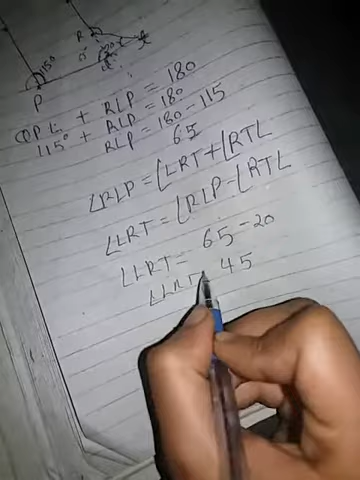 R
115°
P
QPL + RLP = 180
115° + RLP = 180
RLP = 180 - 115
65
∠RLP = ∠LRT + ∠RTL
∠LRT = ∠RLP - ∠RTL
∠LRT = 65 - 20
∠LRT 45